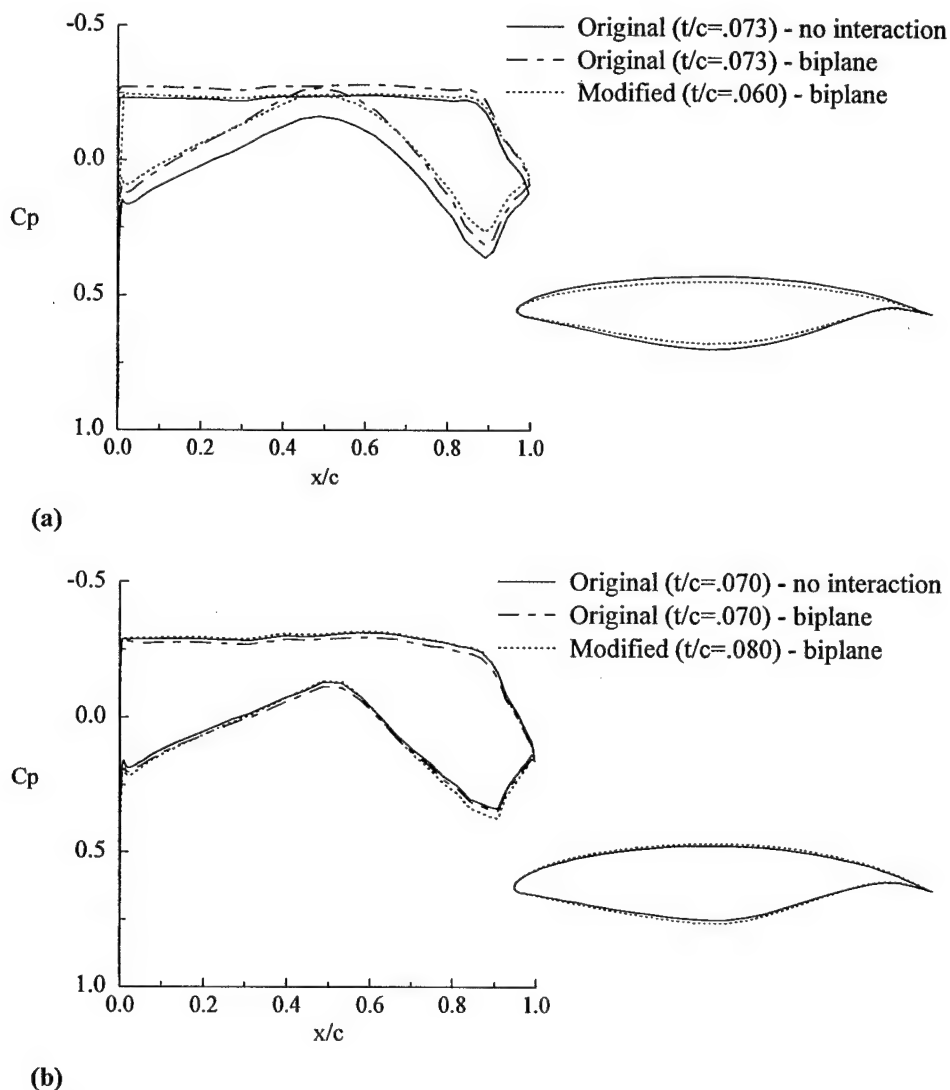 -0.5
0.0
Cp
0.5
1.0
0.0 0.2 0.4 0.6 0.8 1.0
x/c
Original (t/c=.073) - no interaction
Original (t/c=.073) - biplane
Modified (t/c=.060) - biplane
(a)
-0.5
0.0
Cp
0.5
1.0
0.0 0.2 0.4 0.6 0.8 1.0
x/c
Original (t/c=.070) - no interaction
Original (t/c=.070) - biplane
Modified (t/c=.080) - biplane
(b)